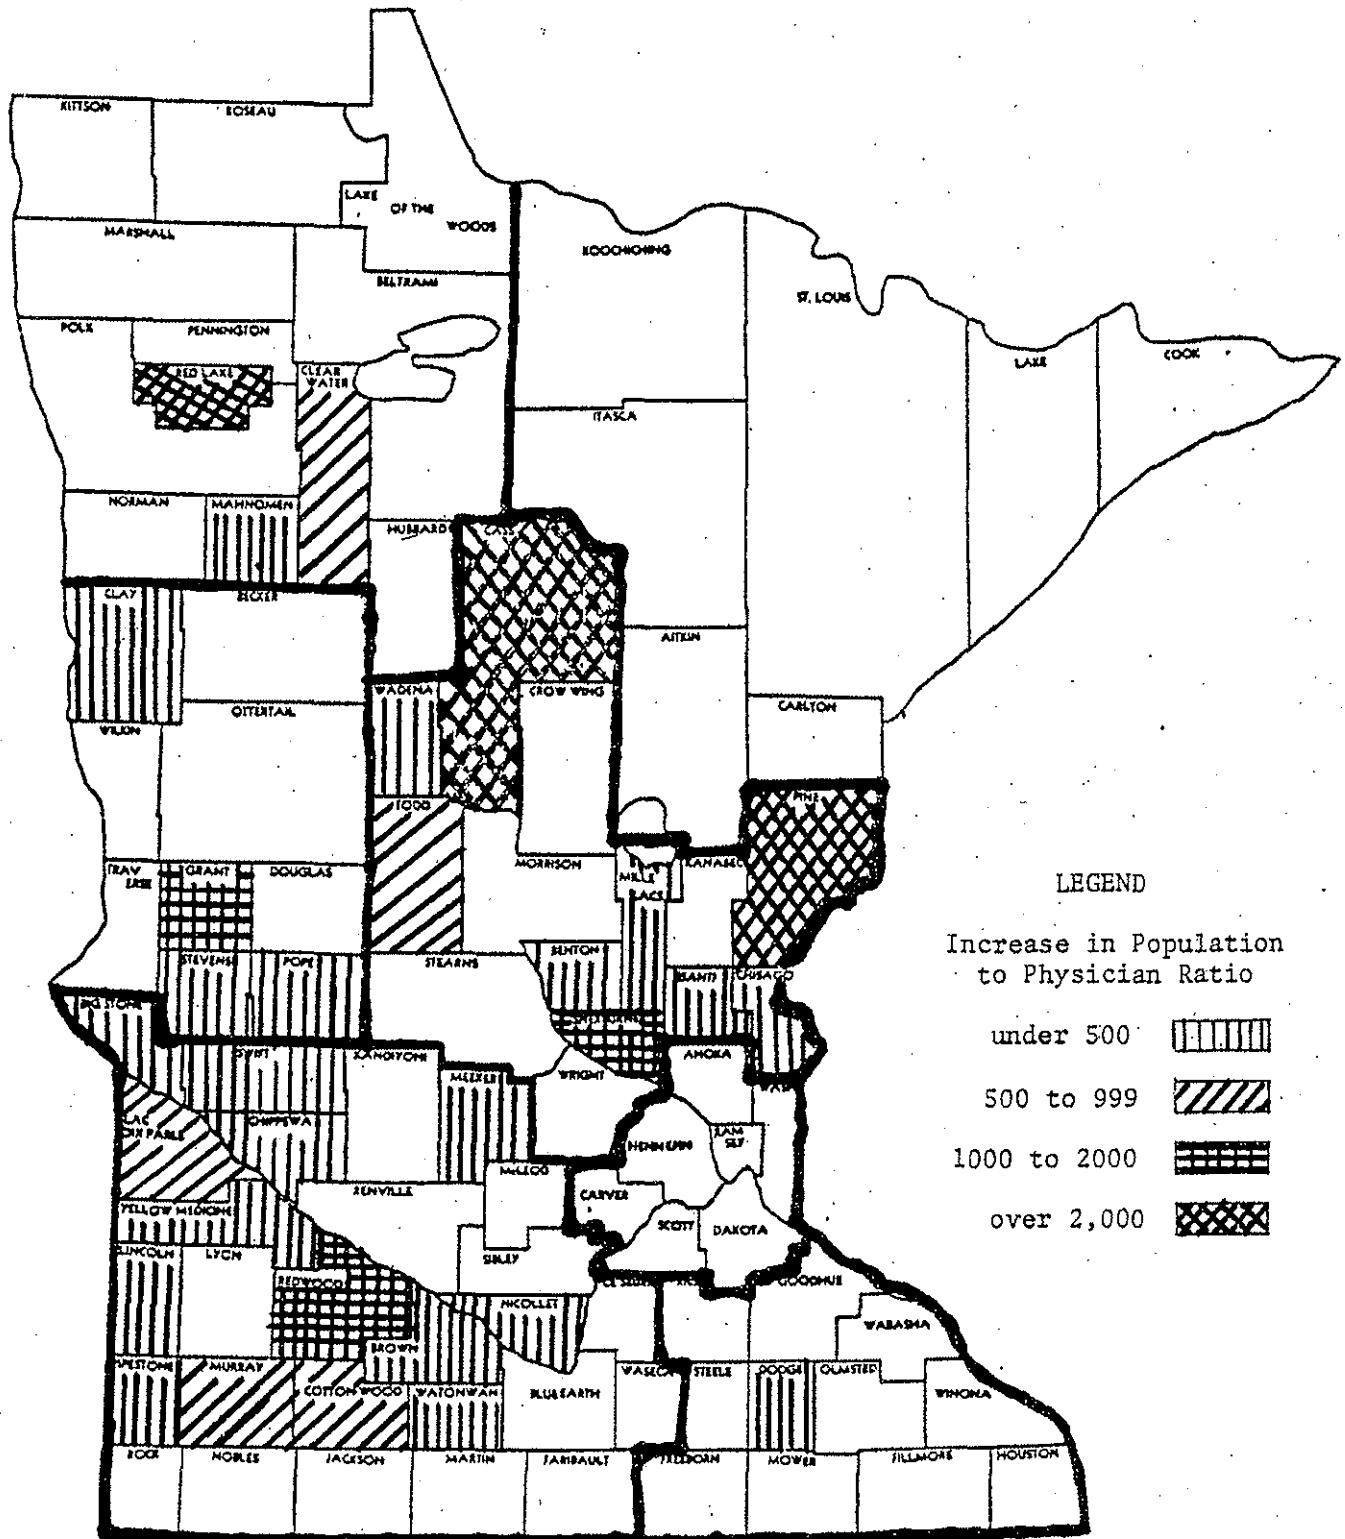 KITTSON
ROSEAU
LAKE
OF THE
WOODS
MARSHALL
KOOCHICHING
BELTRAMI
ST. LOUIS
POLK
PENNINGTON
LAKE
COOK
RED LAKE
CLEAR
WATER
ITASCA
NORMAN
MAHNOMEN
HUBBARD
CASS
CLAY
BECKER
AITKIN
WADENA
CROW WING
OTTERTAIL
CARLTON
WILKIN
PINE
TODD
MORRISON
KANABEC
TRAV
ERSE
GRANT
DOUGLAS
MILLE
LACS
LEGEND
Increase in Population
to Physician Ratio
BENTON
STEVENS
POPE
STEARNS
ISANTI
CHISAGO
BIG STONE
under 500
SWIFT
KANDIYOHI
ANOKA
MEEKER
WRIGHT
500 to 999
LAC
QUI PARLE
CHIPPEWA
HENNEPIN
RAM
SEY
1000 to 2000
McLEOD
RENVILLE
CARVER
YELLOW MEDICINE
SCOTT
DAKOTA
over 2,000
LINCOLN
LYON
SIBLEY
REDWOOD
GOODHUE
NICOLLET
WABASHA
BROWN
PIPESTONE
MURRAY
COTTONWOOD
WATONWAN
BLUE EARTH
WASECA
STEELE
DODGE
OLMSTED
WINONA
ROCK
NOBLES
JACKSON
MARTIN
FARIBAULT
FREEBORN
MOWER
FILLMORE
HOUSTON